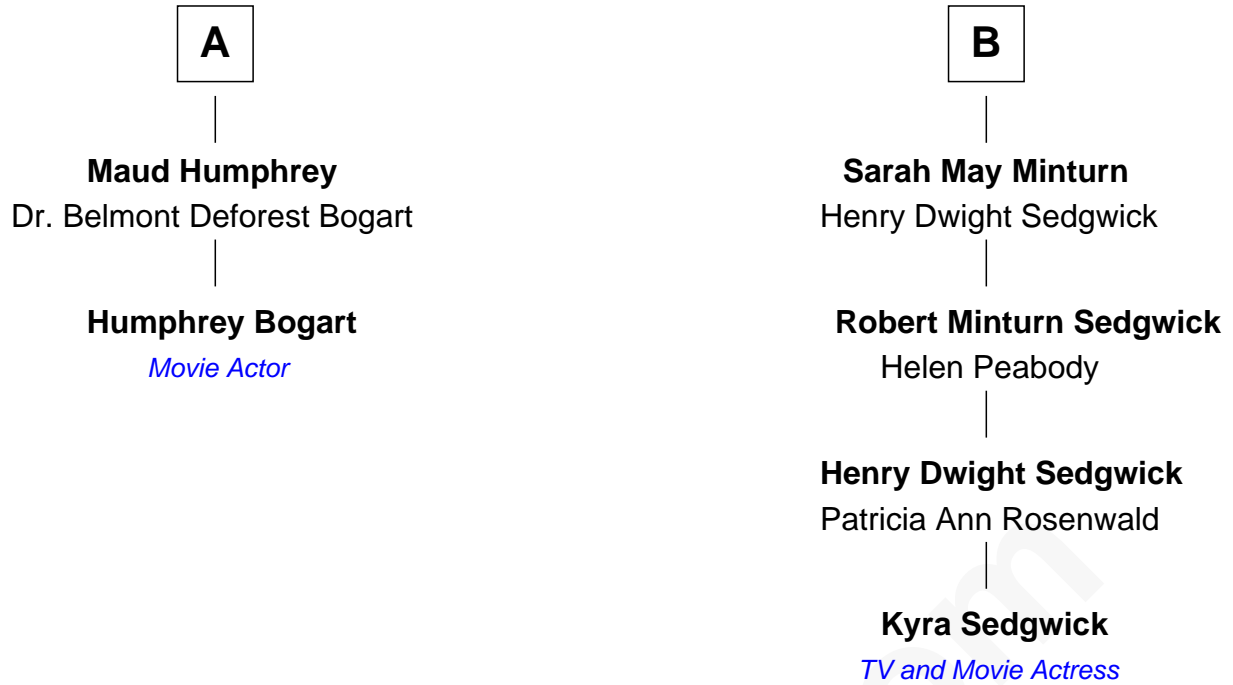 A
Maud Humphrey
Dr. Belmont Deforest Bogart
Humphrey Bogart
Movie Actor
B
Sarah May Minturn
Henry Dwight Sedgwick
Robert Minturn Sedgwick
Helen Peabody
Henry Dwight Sedgwick
Patricia Ann Rosenwald
Kyra Sedgwick
TV and Movie Actress